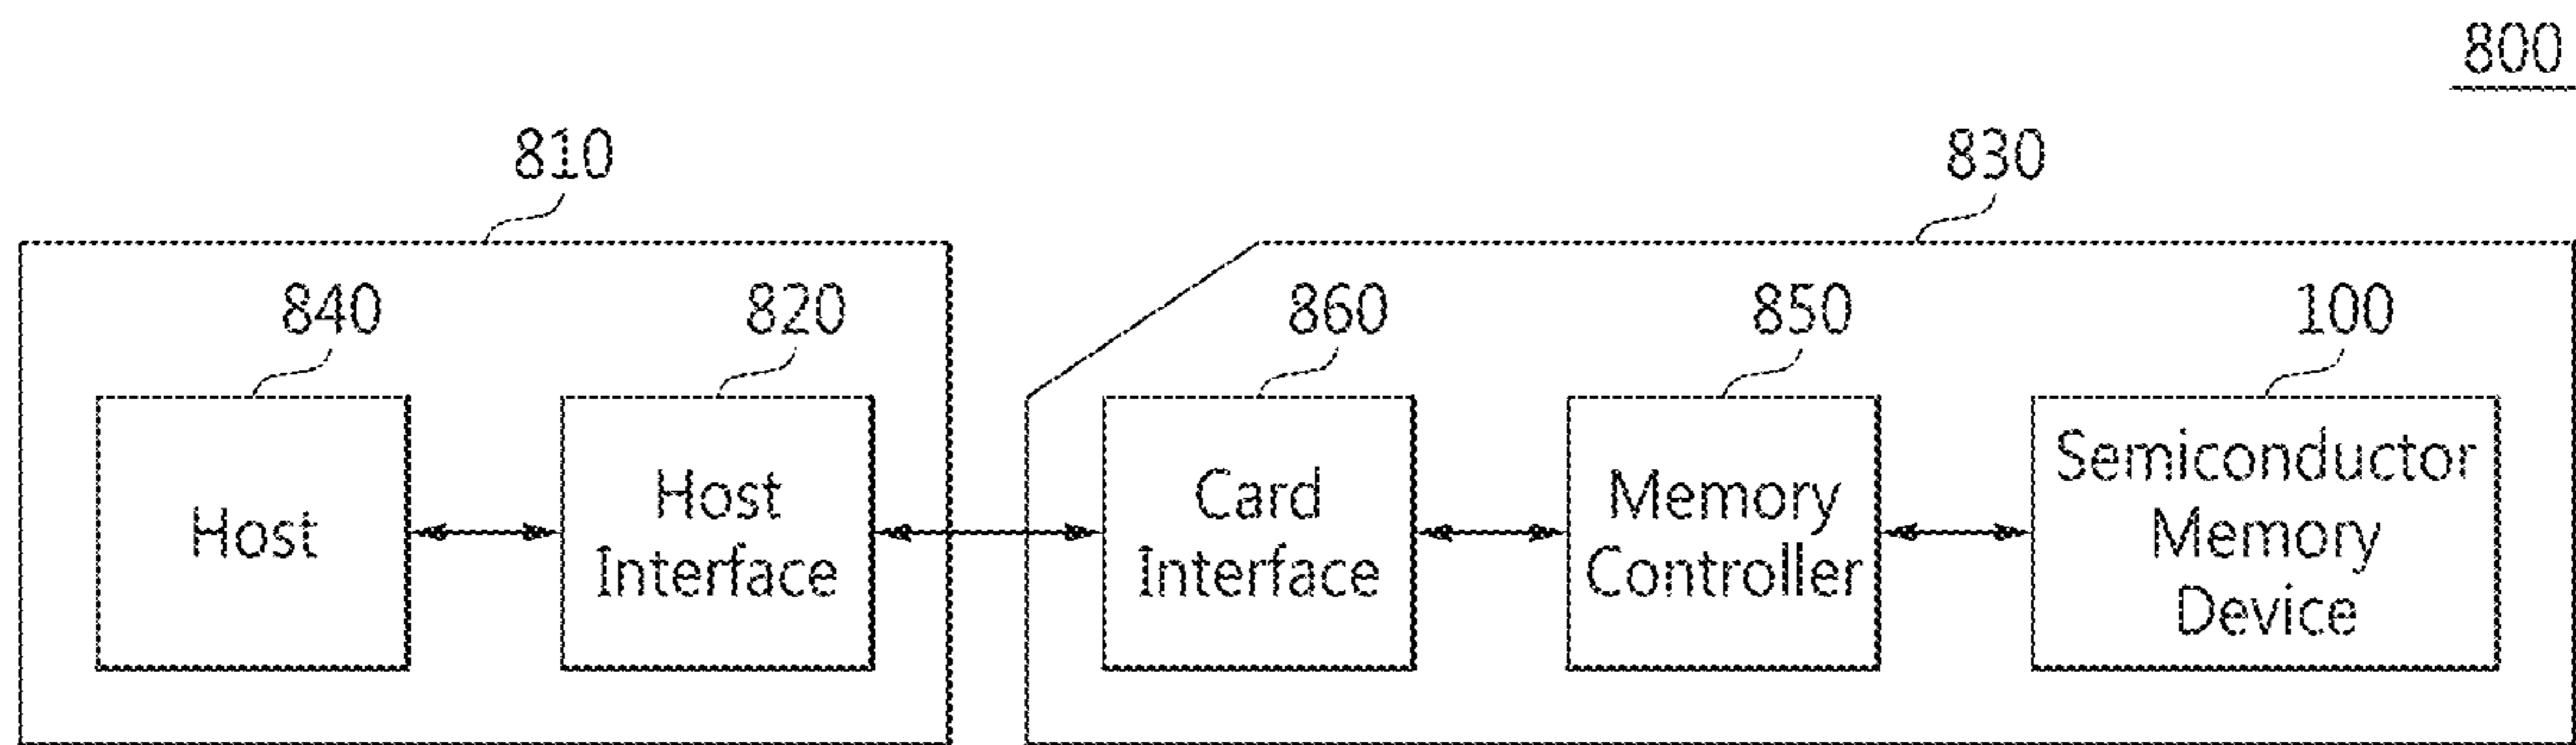 800
810
830
840
820
860
850
100
Host
Host
Interface
Card
Interface
Memory
Controller
Semiconductor
Memory
Device